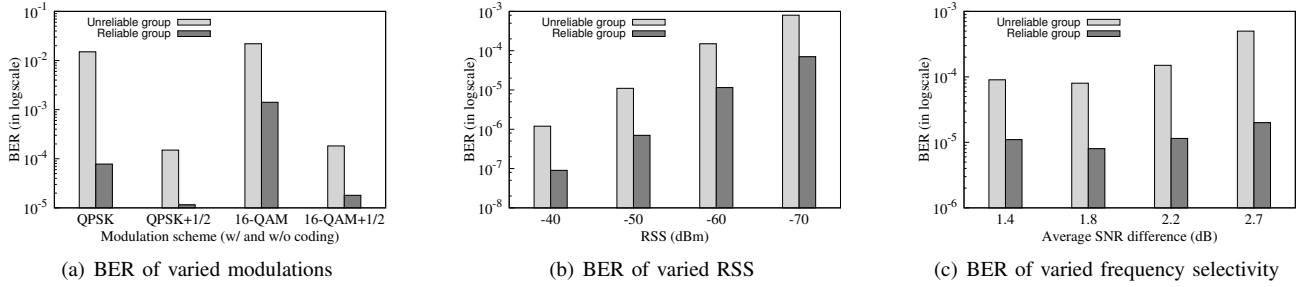 10^-1
10^-2
10^-3
10^-4
10^-5
BER (in logscale)
Unreliable group
Reliable group
QPSK QPSK+1/2 16-QAM 16-QAM+1/2
Modulation scheme (w/ and w/o coding)
(a) BER of varied modulations
10^-3
10^-4
10^-5
10^-6
10^-7
10^-8
BER (in logscale)
Unreliable group
Reliable group
-40 -50 -60 -70
RSS (dBm)
(b) BER of varied RSS
10^-3
10^-4
10^-5
10^-6
BER (in logscale)
Unreliable group
Reliable group
1.4 1.8 2.2 2.7
Average SNR difference (dB)
(c) BER of varied frequency selectivity